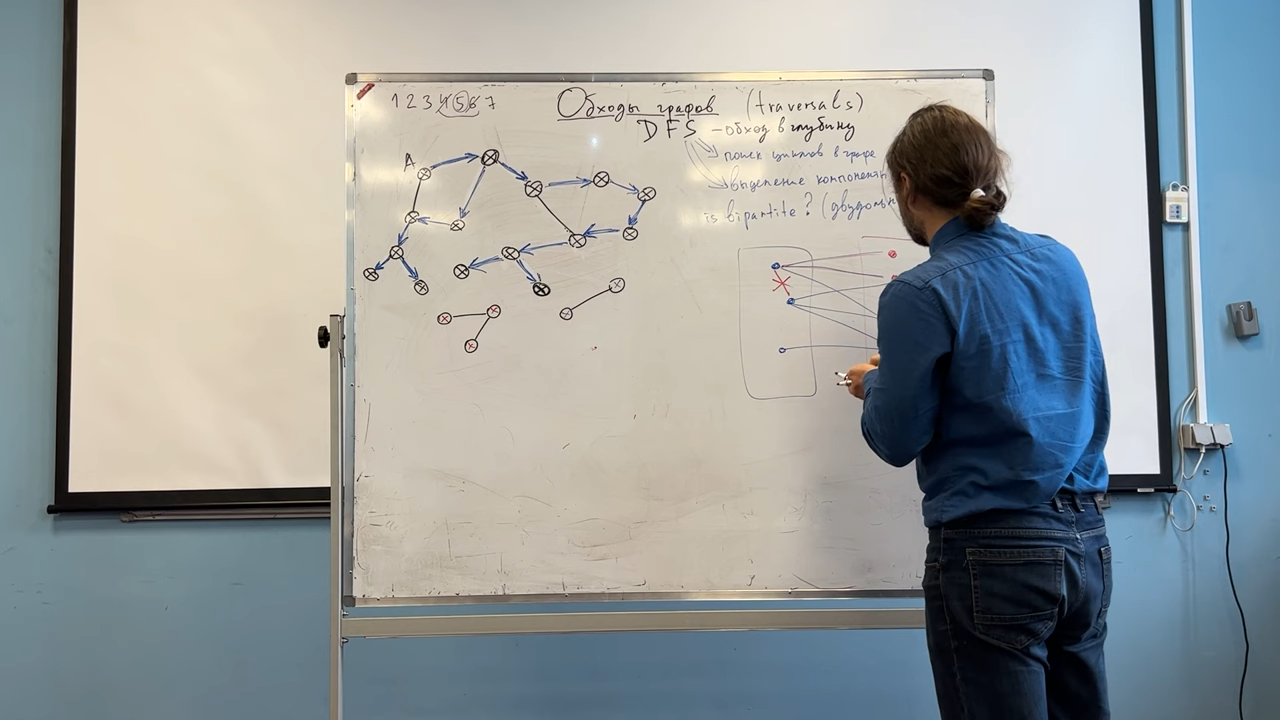 1 2 3 4 5 6 7
Обходы графов (traversals)
DFS – обход в глубину
поиск циклов в графе
выделение компоненты
is bipartite? (двудольн
A